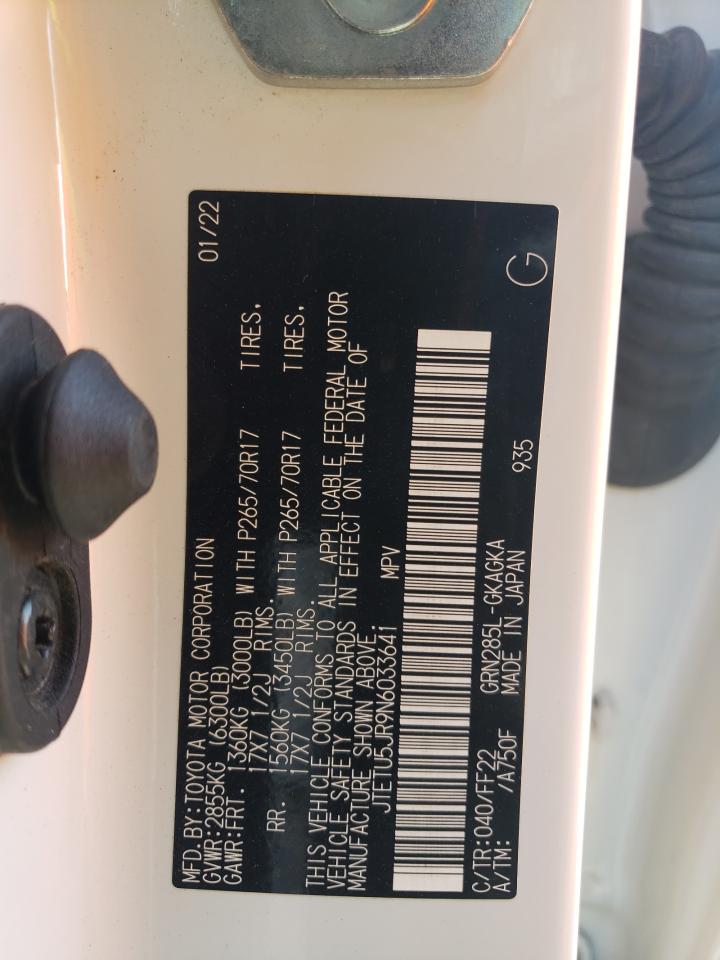 MFD.BY:TOYOTA MOTOR CORPORATION 01/22
GVWR:2855KG (6300LB)
GAWR:FRT. 1360KG (3000LB) WITH P265/70R17 TIRES,
17X7 1/2J RIMS.
RR. 1560KG (3450LB) WITH P265/70R17 TIRES,
17X7 1/2J RIMS.
THIS VEHICLE CONFORMS TO ALL APPLICABLE FEDERAL MOTOR
VEHICLE SAFETY STANDARDS IN EFFECT ON THE DATE OF
MANUFACTURE SHOWN ABOVE.
JTETU5JR9N6033641 MPV
C/TR:040/FF22 GRN285L-GKAGKA 935
A/TM: /A750F MADE IN JAPAN G